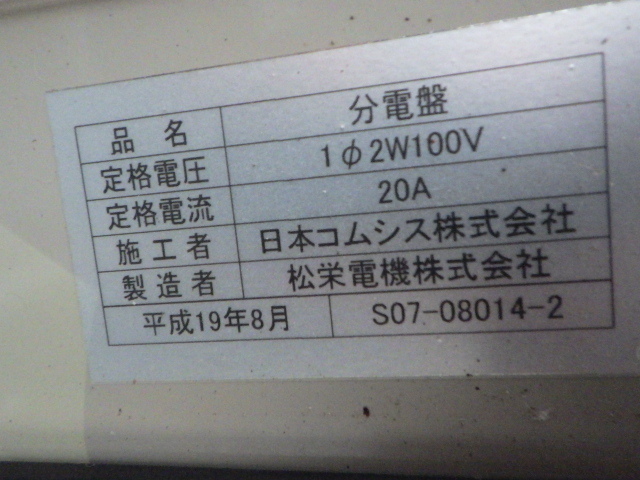 品名 分電盤
定格電圧 1φ2W100V
定格電流 20A
施工者 日本コムシス株式会社
製造者 松栄電機株式会社
平成19年8月 S07-08014-2